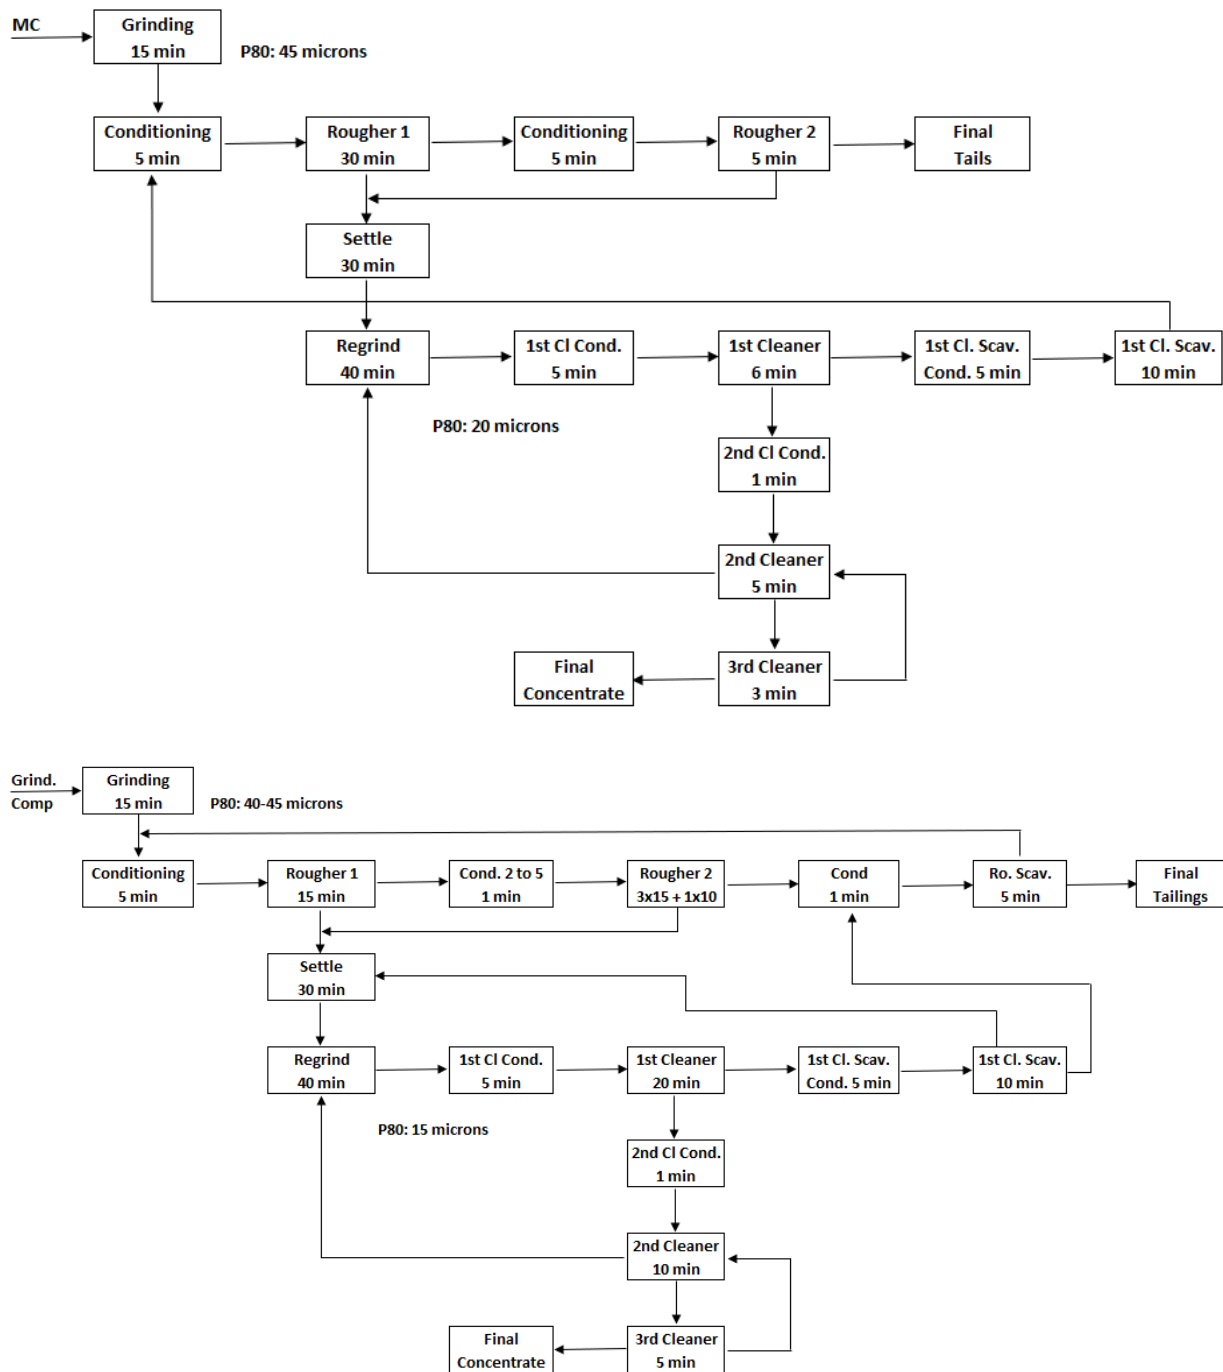 MC
Grinding
15 min
P80: 45 microns
Conditioning
5 min
Rougher 1
30 min
Conditioning
5 min
Rougher 2
5 min
Final
Tails
Settle
30 min
Regrind
40 min
1st Cl Cond.
5 min
1st Cleaner
6 min
1st Cl. Scav.
Cond. 5 min
1st Cl. Scav.
10 min
P80: 20 microns
2nd Cl Cond.
1 min
2nd Cleaner
5 min
Final
Concentrate
3rd Cleaner
3 min
Grind.
Comp
Grinding
15 min
P80: 40-45 microns
Conditioning
5 min
Rougher 1
15 min
Cond. 2 to 5
1 min
Rougher 2
3x15 + 1x10
Cond
1 min
Ro. Scav.
5 min
Final
Tailings
Settle
30 min
Regrind
40 min
1st Cl Cond.
5 min
1st Cleaner
20 min
1st Cl. Scav.
Cond. 5 min
1st Cl. Scav.
10 min
P80: 15 microns
2nd Cl Cond.
1 min
2nd Cleaner
10 min
Final
Concentrate
3rd Cleaner
5 min